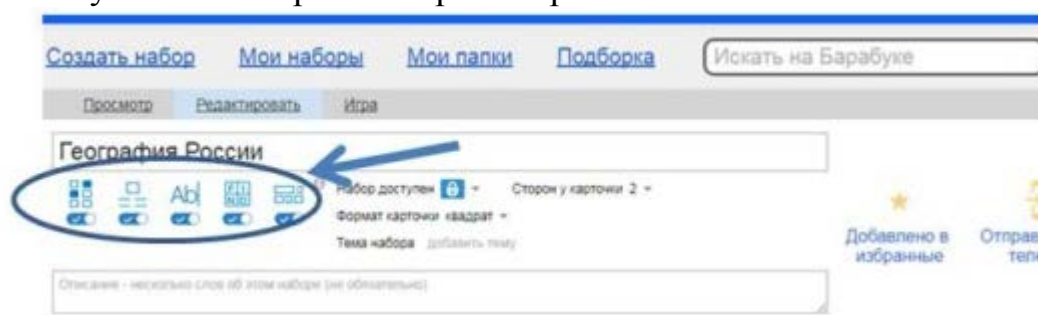 Создать набор Мои наборы Мои папки Подборка Искать на Барабуке
Просмотр Редактировать Игра
География России
Ab Набор доступен Сторон у карточки 2
Формат карточки квадрат
Тема набора добавить тему
Добавлено в избранные
Описание - несколько слов об этом наборе (не обязательно)